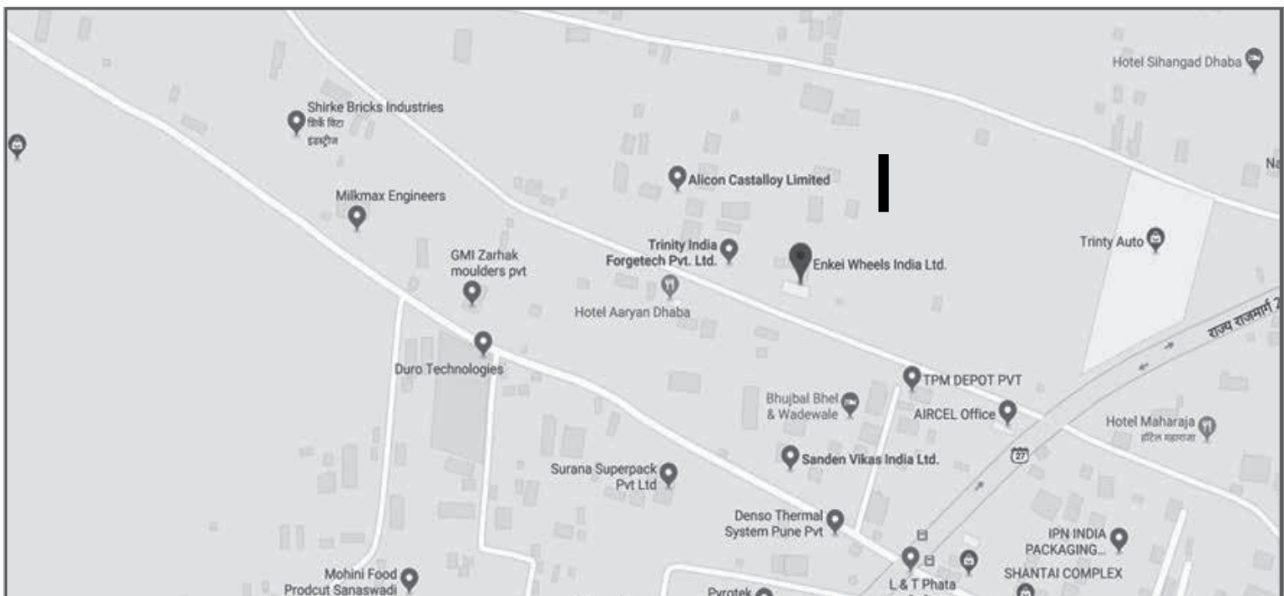 Hotel Sihangad Dhaba
Shirke Bricks Industries
शिर्के विटा
इंडस्ट्रीज
Na
Alicon Castalloy Limited
Milkmax Engineers
Trinty Auto
Trinity India
Forgetech Pvt. Ltd.
GMI Zarhak
moulders pvt
Enkei Wheels India Ltd.
Hotel Aaryan Dhaba
राज्य राजमार्ग 2
Duro Technologies
TPM DEPOT PVT
Bhujbal Bhel
& Wadewale
AIRCEL Office
Hotel Maharaja
हॉटेल महाराजा
27
Sanden Vikas India Ltd.
Surana Superpack
Pvt Ltd
Denso Thermal
System Pune Pvt
IPN INDIA
PACKAGING...
Mohini Food
Prodcut Sanaswadi
SHANTAI COMPLEX
L & T Phata
Pyrotek